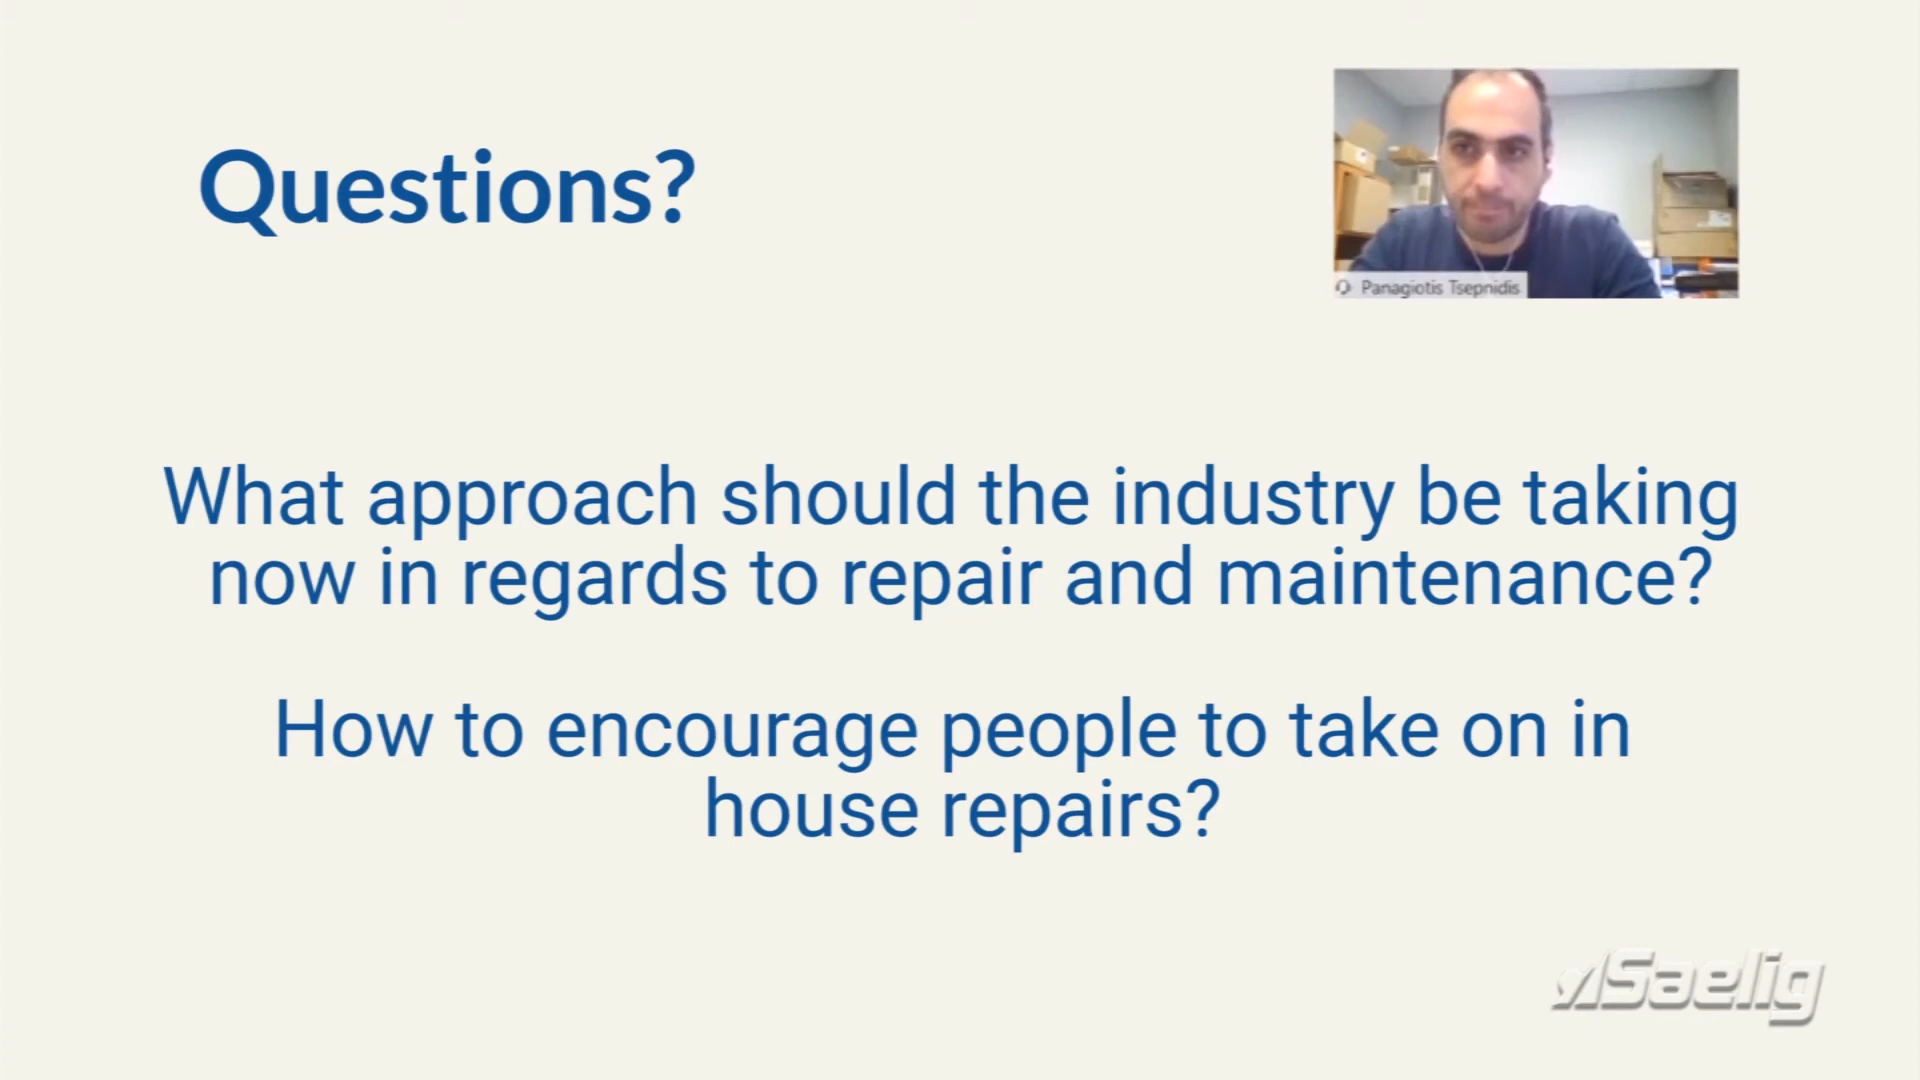 Questions?
Panagiotis Tsepnidis
What approach should the industry be taking
now in regards to repair and maintenance?
How to encourage people to take on in
house repairs?
Saelig